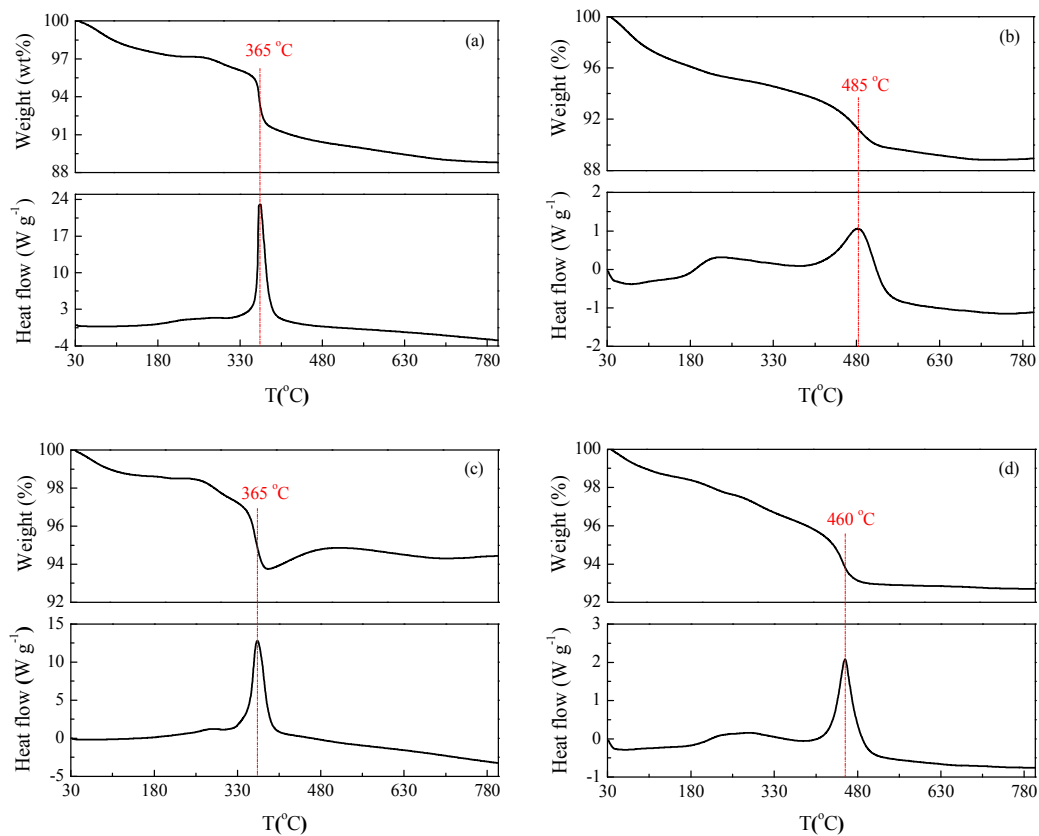 (a)
365 °C
Weight (wt%)
100
97
94
91
88
Heat flow (W g⁻¹)
24
17
10
3
-4
30 180 330 480 630 780
T(°C)
(b)
485 °C
Weight (%)
100
96
92
88
Heat flow (W g⁻¹)
2
1
0
-1
-2
30 180 330 480 630 780
T(°C)
(c)
365 °C
Weight (%)
100
98
96
94
92
Heat flow (W g⁻¹)
15
10
5
0
-5
30 180 330 480 630 780
T(°C)
(d)
460 °C
Weight (%)
100
98
96
94
92
Heat flow (W g⁻¹)
3
2
1
0
-1
30 180 330 480 630 780
T(°C)